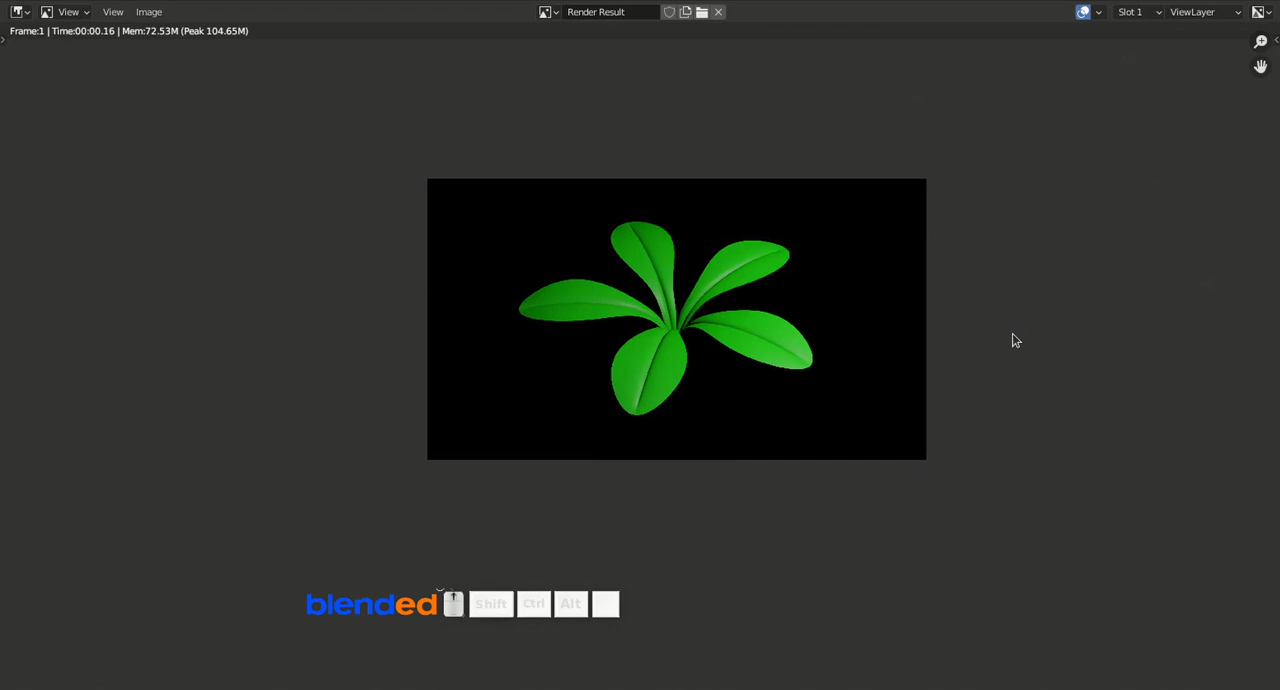 View View Image Render Result Slot 1 ViewLayer
Frame:1 | Time:00:00.16 | Mem:72.53M (Peak 104.65M)
blended Shift Ctrl Alt